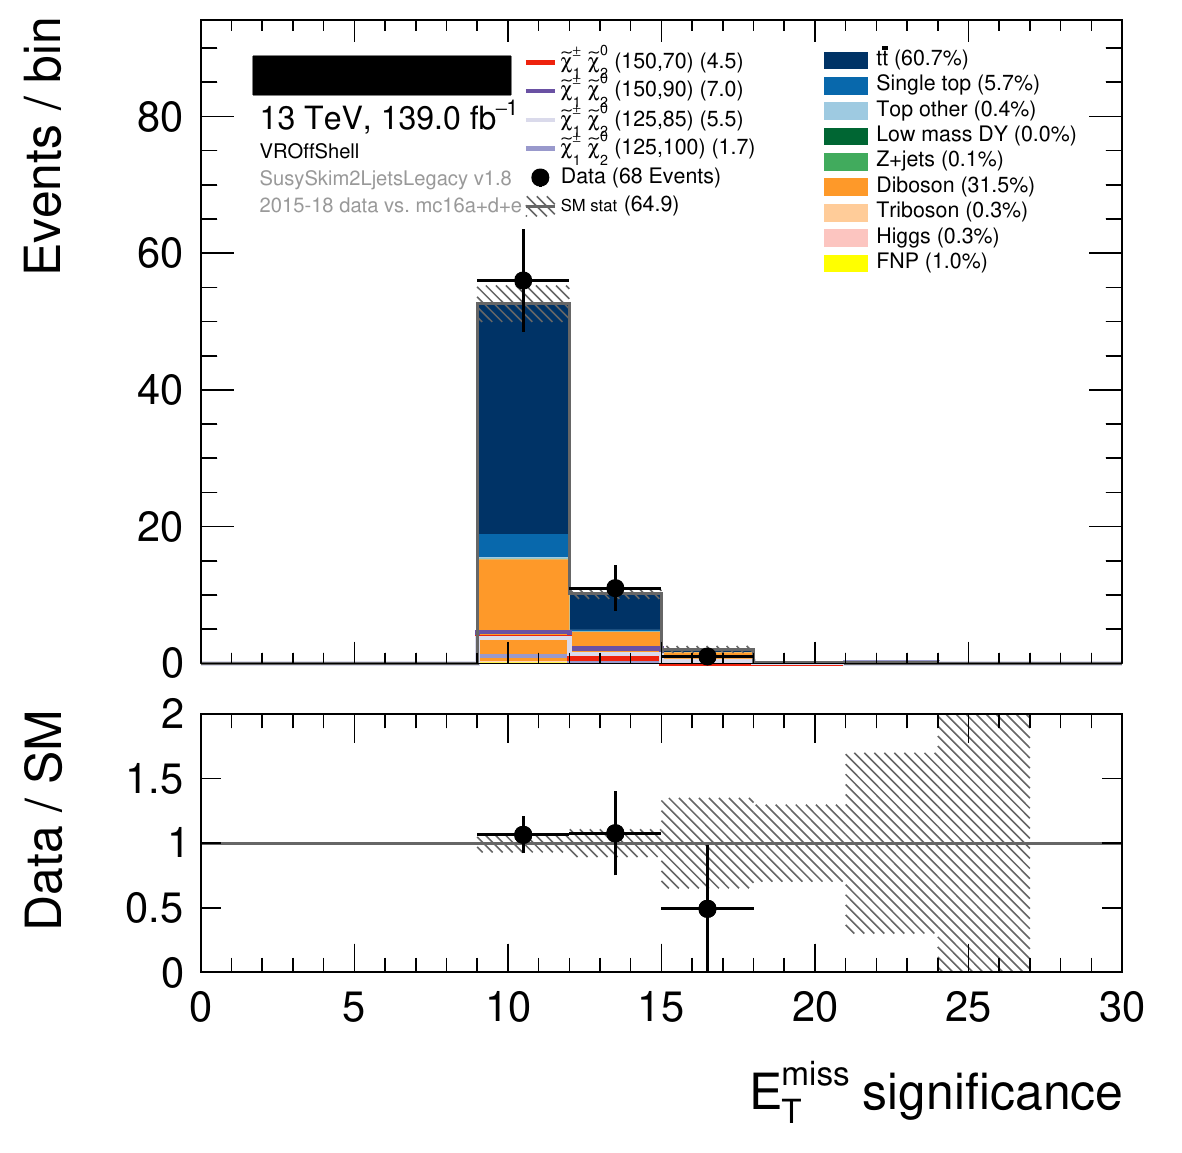 Events / bin
80
60
40
20
0
13 TeV, 139.0 fb⁻¹
VROffShell
SusySkim2LjetsLegacy v1.8
2015-18 data vs. mc16a+d+e
χ̃₁± χ̃₂⁰ (150,70) (4.5)
χ̃₁± χ̃₂⁰ (150,90) (7.0)
χ̃₁± χ̃₂⁰ (125,85) (5.5)
χ̃₁± χ̃₂⁰ (125,100) (1.7)
Data (68 Events)
SM stat (64.9)
tt̄ (60.7%)
Single top (5.7%)
Top other (0.4%)
Low mass DY (0.0%)
Z+jets (0.1%)
Diboson (31.5%)
Triboson (0.3%)
Higgs (0.3%)
FNP (1.0%)
Data / SM
2
1.5
1
0.5
0
0 5 10 15 20 25 30
E_T^miss significance